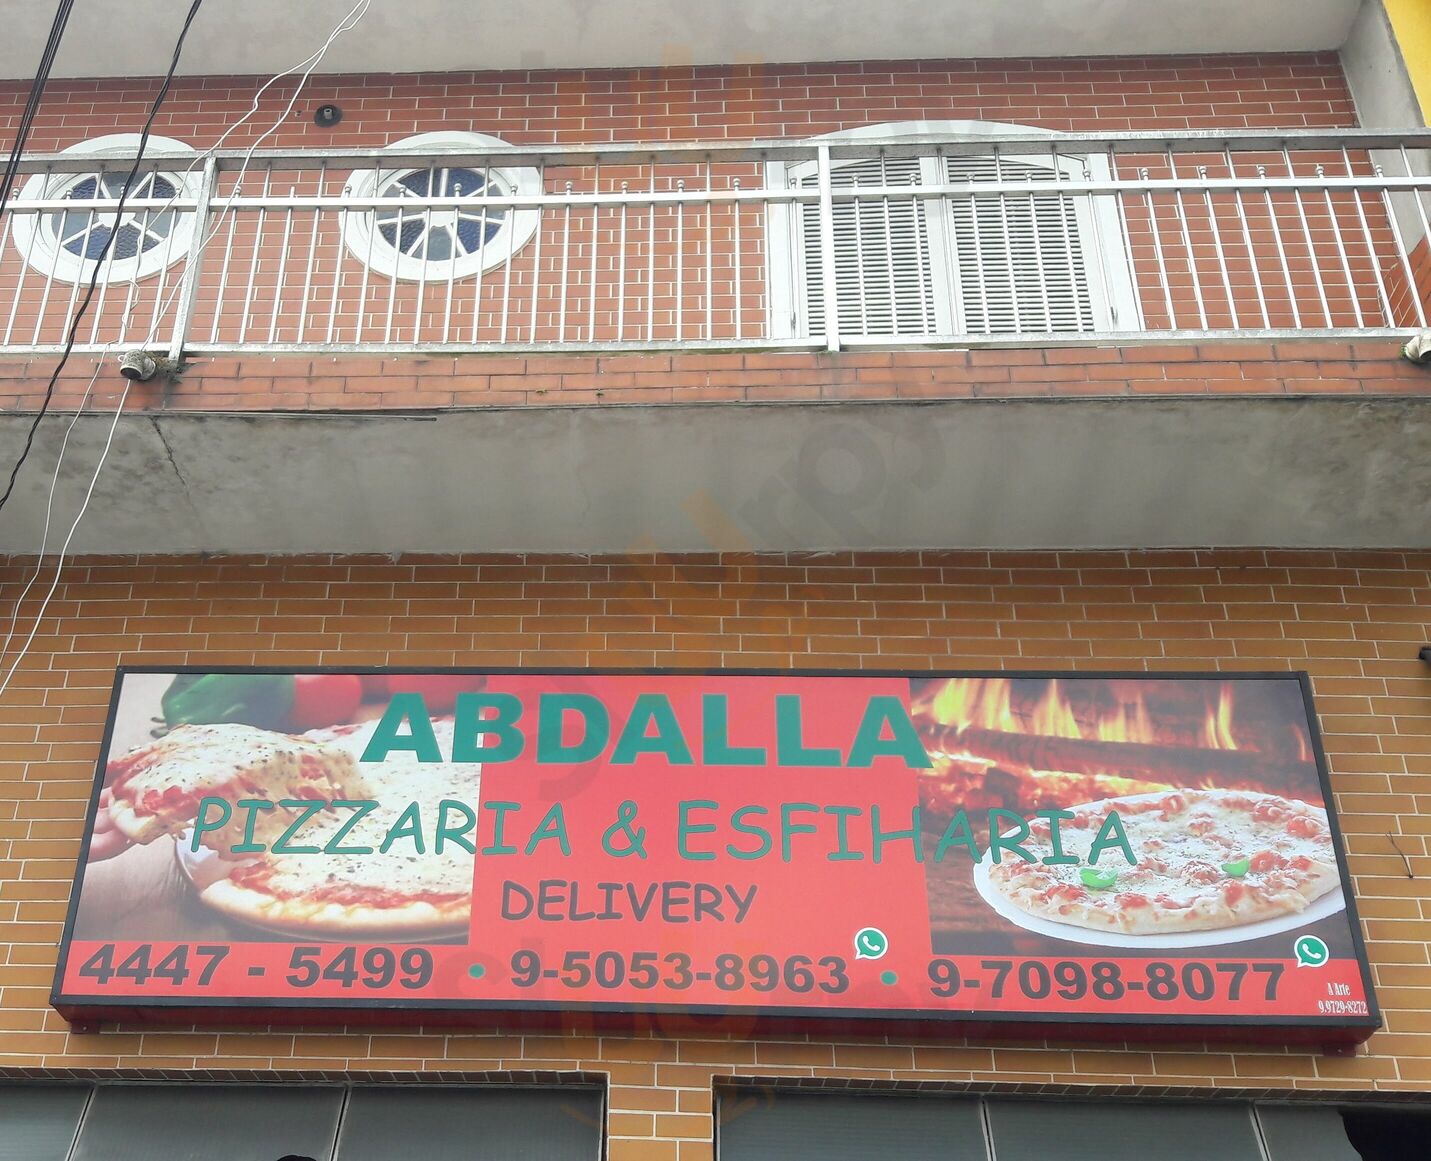 ABDALLA
PIZZARIA & ESFIHARIA
DELIVERY
4447 - 5499 • 9-5053-8963 • 9-7098-8077
A Arte
9.9729-8272